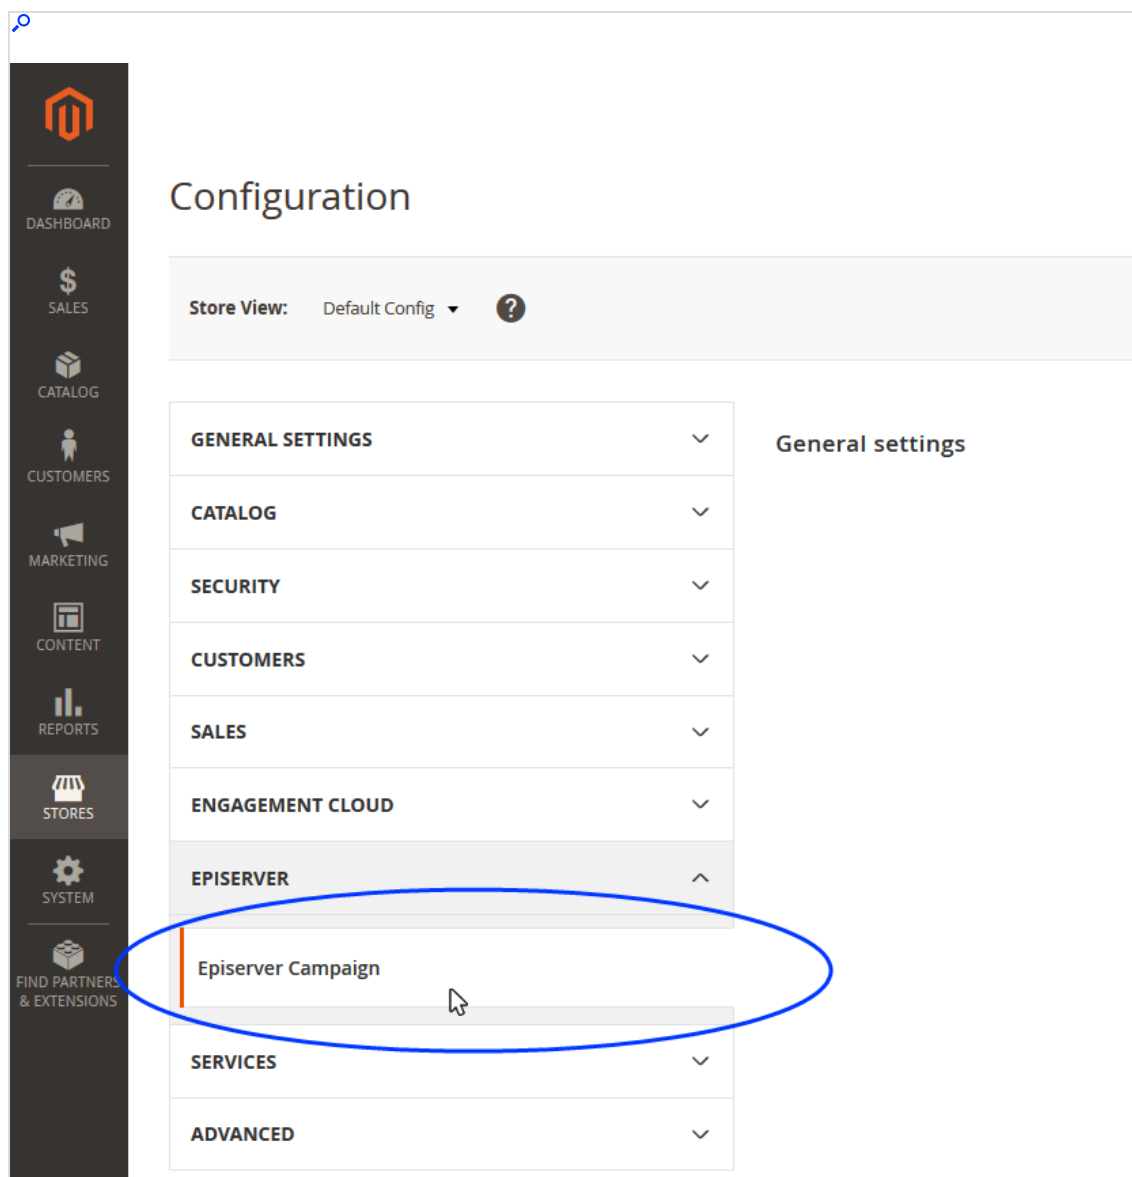 DASHBOARD
SALES
CATALOG
CUSTOMERS
MARKETING
CONTENT
REPORTS
STORES
SYSTEM
FIND PARTNERS
& EXTENSIONS
Configuration
Store View: Default Config ?
GENERAL SETTINGS
CATALOG
SECURITY
CUSTOMERS
SALES
ENGAGEMENT CLOUD
EPISERVER
Episerver Campaign
SERVICES
ADVANCED
General settings